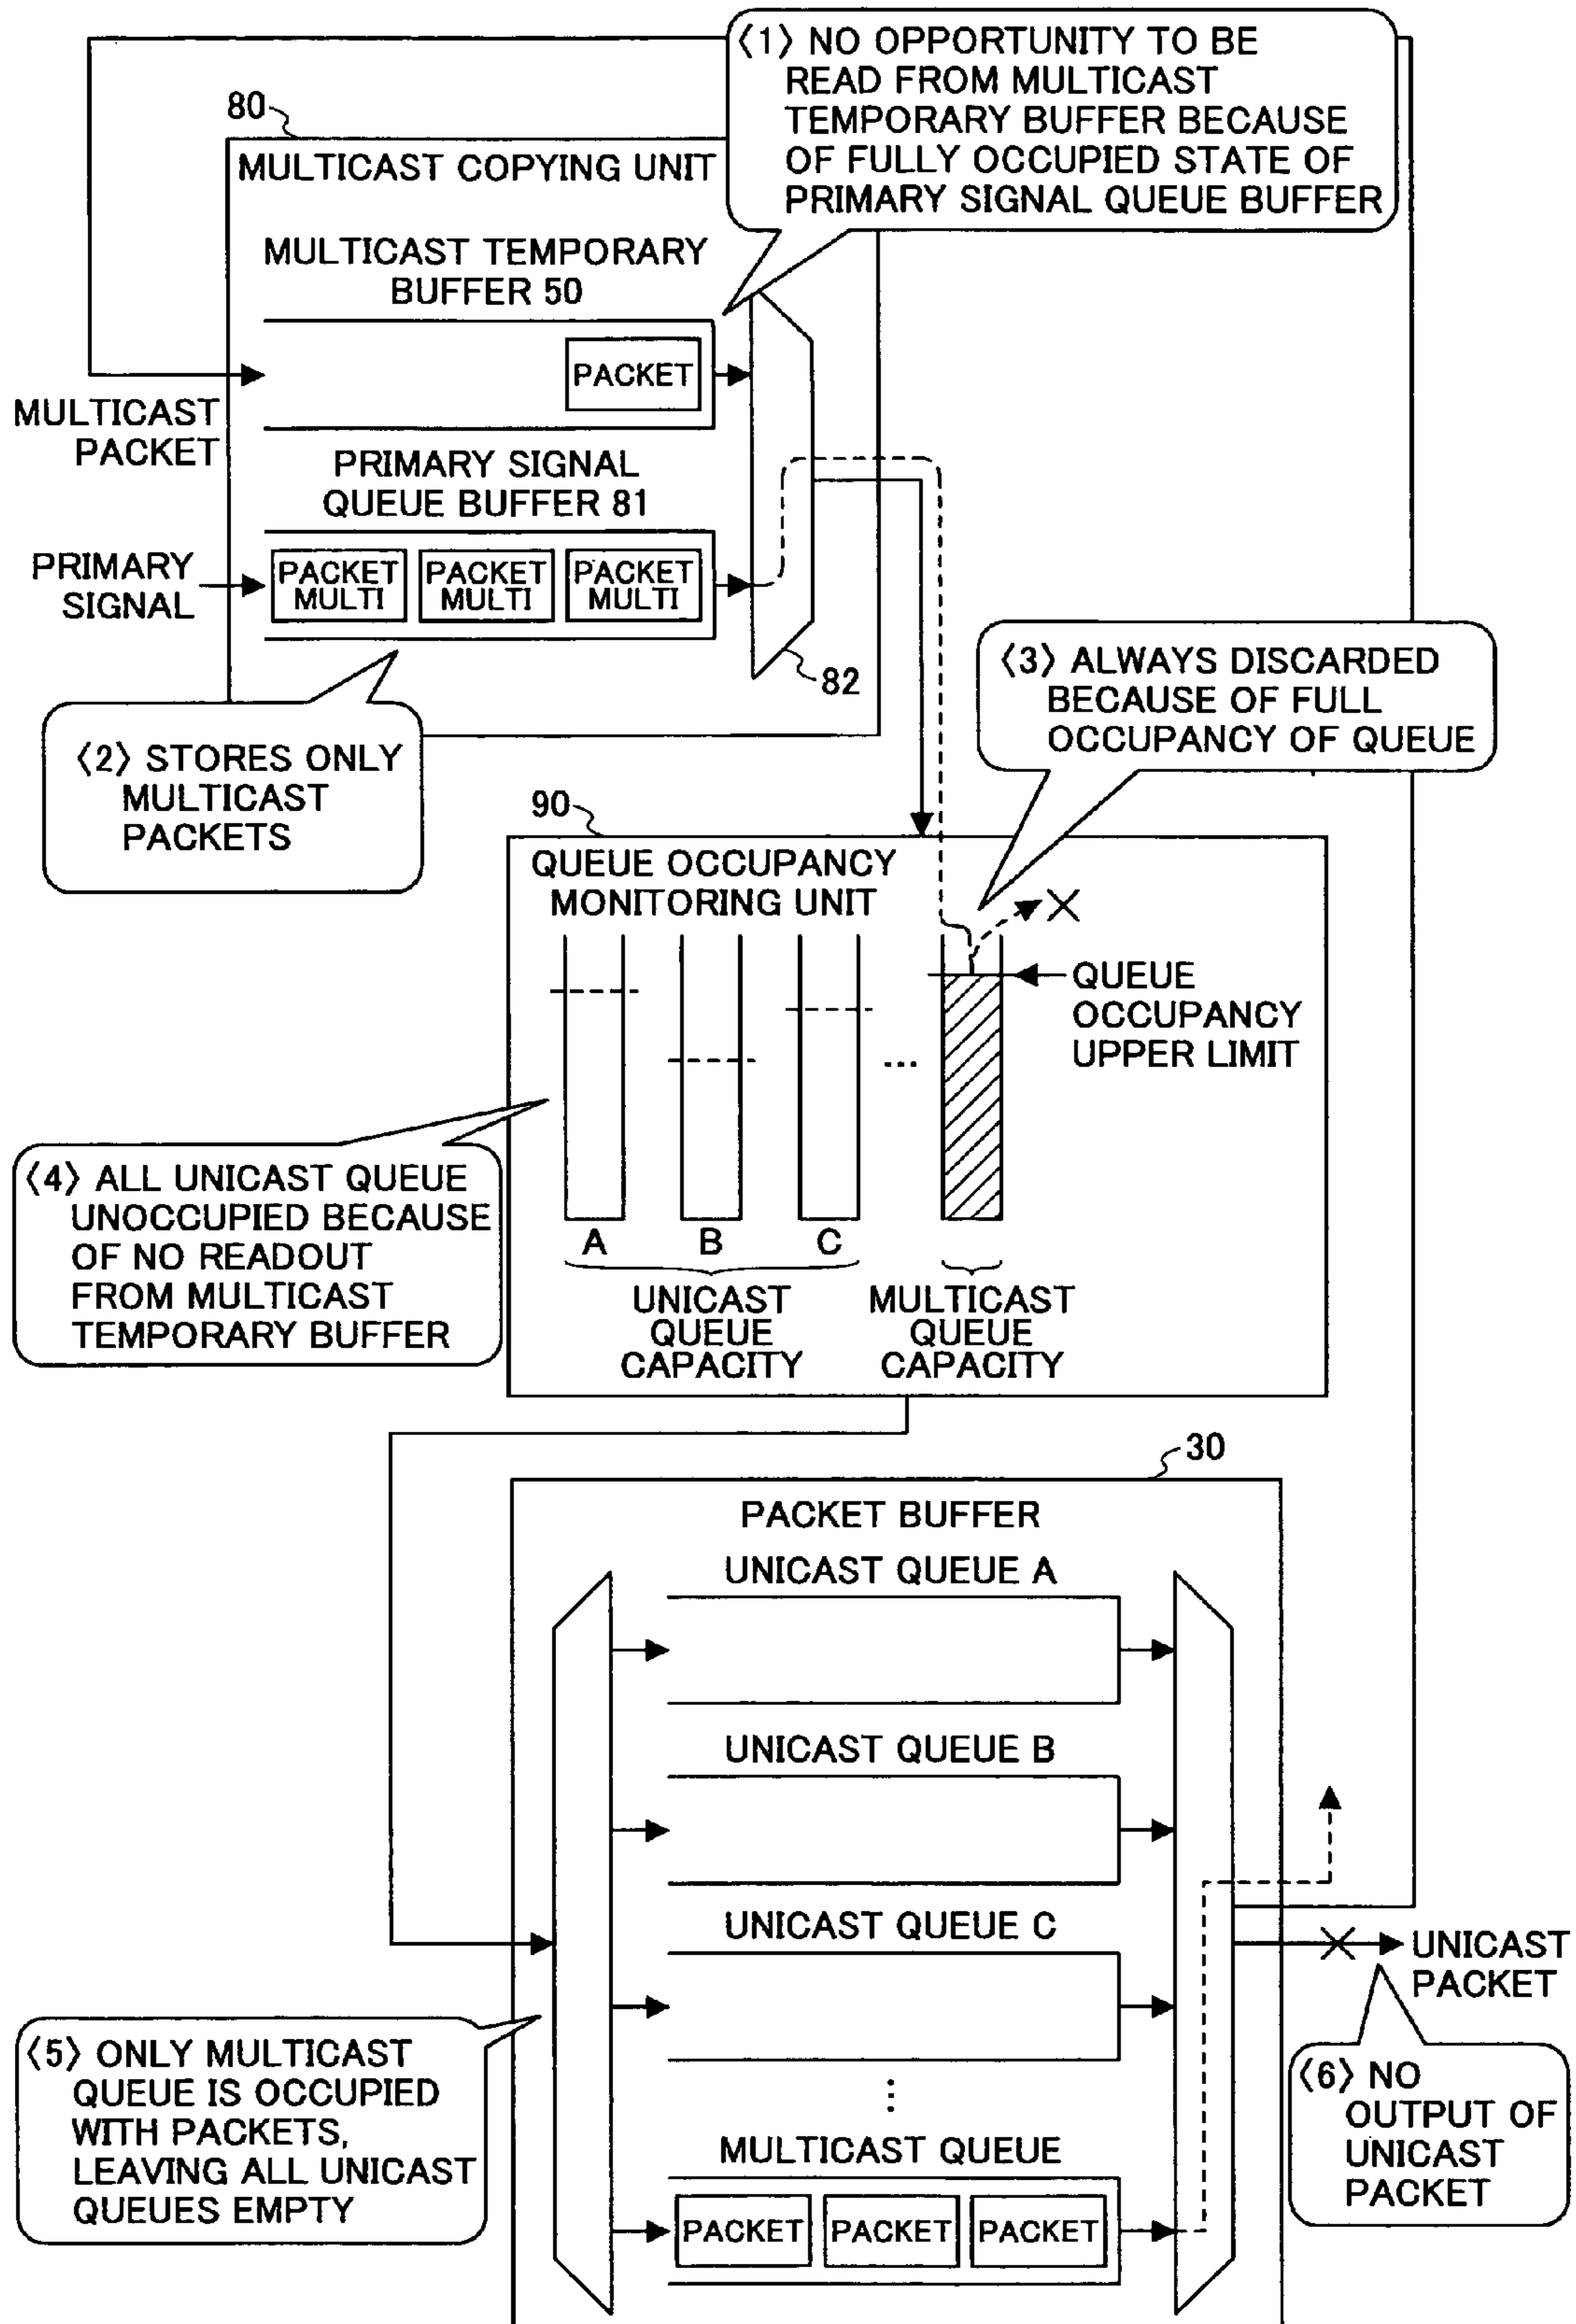 〈1〉 NO OPPORTUNITY TO BE
READ FROM MULTICAST
TEMPORARY BUFFER BECAUSE
OF FULLY OCCUPIED STATE OF
PRIMARY SIGNAL QUEUE BUFFER
80
MULTICAST COPYING UNIT
MULTICAST TEMPORARY
BUFFER 50
PACKET
MULTICAST
PACKET
PRIMARY SIGNAL
QUEUE BUFFER 81
PRIMARY
SIGNAL
PACKET
MULTI
PACKET
MULTI
PACKET
MULTI
82
〈2〉 STORES ONLY
MULTICAST
PACKETS
〈3〉 ALWAYS DISCARDED
BECAUSE OF FULL
OCCUPANCY OF QUEUE
90
QUEUE OCCUPANCY
MONITORING UNIT
QUEUE
OCCUPANCY
UPPER LIMIT
...
〈4〉 ALL UNICAST QUEUE
UNOCCUPIED BECAUSE
OF NO READOUT
FROM MULTICAST
TEMPORARY BUFFER
A B C
UNICAST
QUEUE
CAPACITY
MULTICAST
QUEUE
CAPACITY
30
PACKET BUFFER
UNICAST QUEUE A
UNICAST QUEUE B
UNICAST QUEUE C
UNICAST
PACKET
〈5〉 ONLY MULTICAST
QUEUE IS OCCUPIED
WITH PACKETS,
LEAVING ALL UNICAST
QUEUES EMPTY
〈6〉 NO
OUTPUT OF
UNICAST
PACKET
⋮
MULTICAST QUEUE
PACKET PACKET PACKET